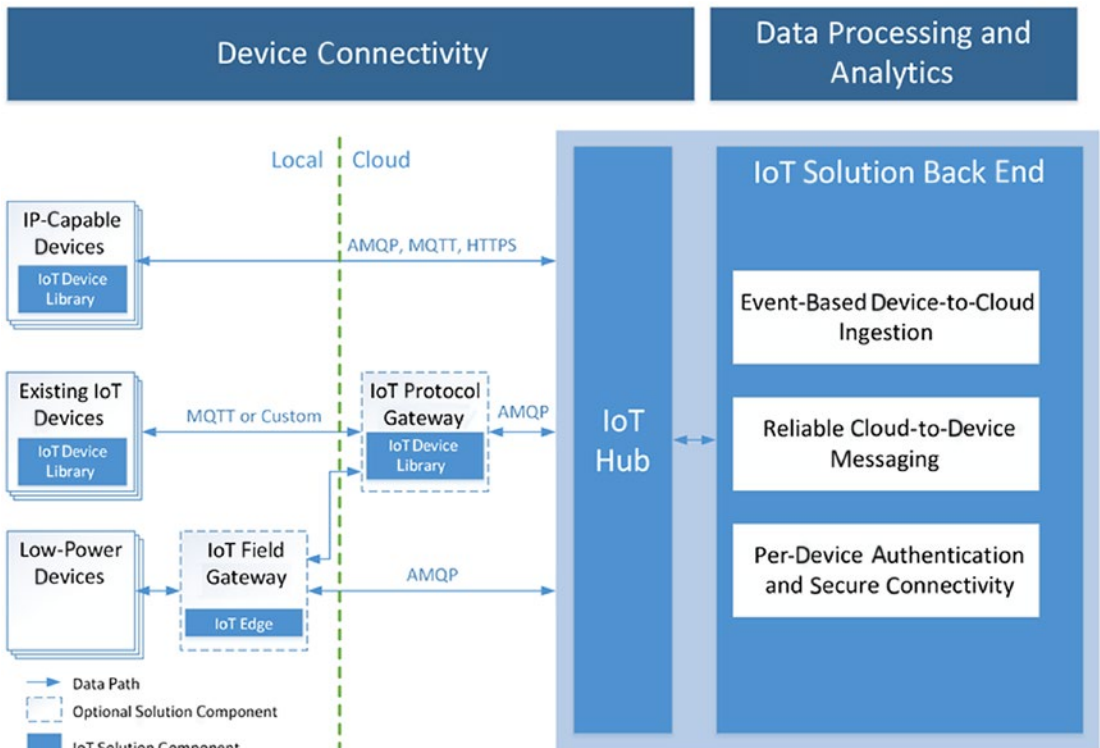 Device Connectivity
Data Processing and
Analytics
Local
Cloud
IoT Solution Back End
IP-Capable
Devices
IoT Device
Library
AMQP, MQTT, HTTPS
Event-Based Device-to-Cloud
Ingestion
Existing IoT
Devices
IoT Device
Library
MQTT or Custom
IoT Protocol
Gateway
IoT Device
Library
AMQP
IoT
Hub
Reliable Cloud-to-Device
Messaging
Low-Power
Devices
IoT Field
Gateway
IoT Edge
AMQP
Per-Device Authentication
and Secure Connectivity
Data Path
Optional Solution Component
IoT Solution Component